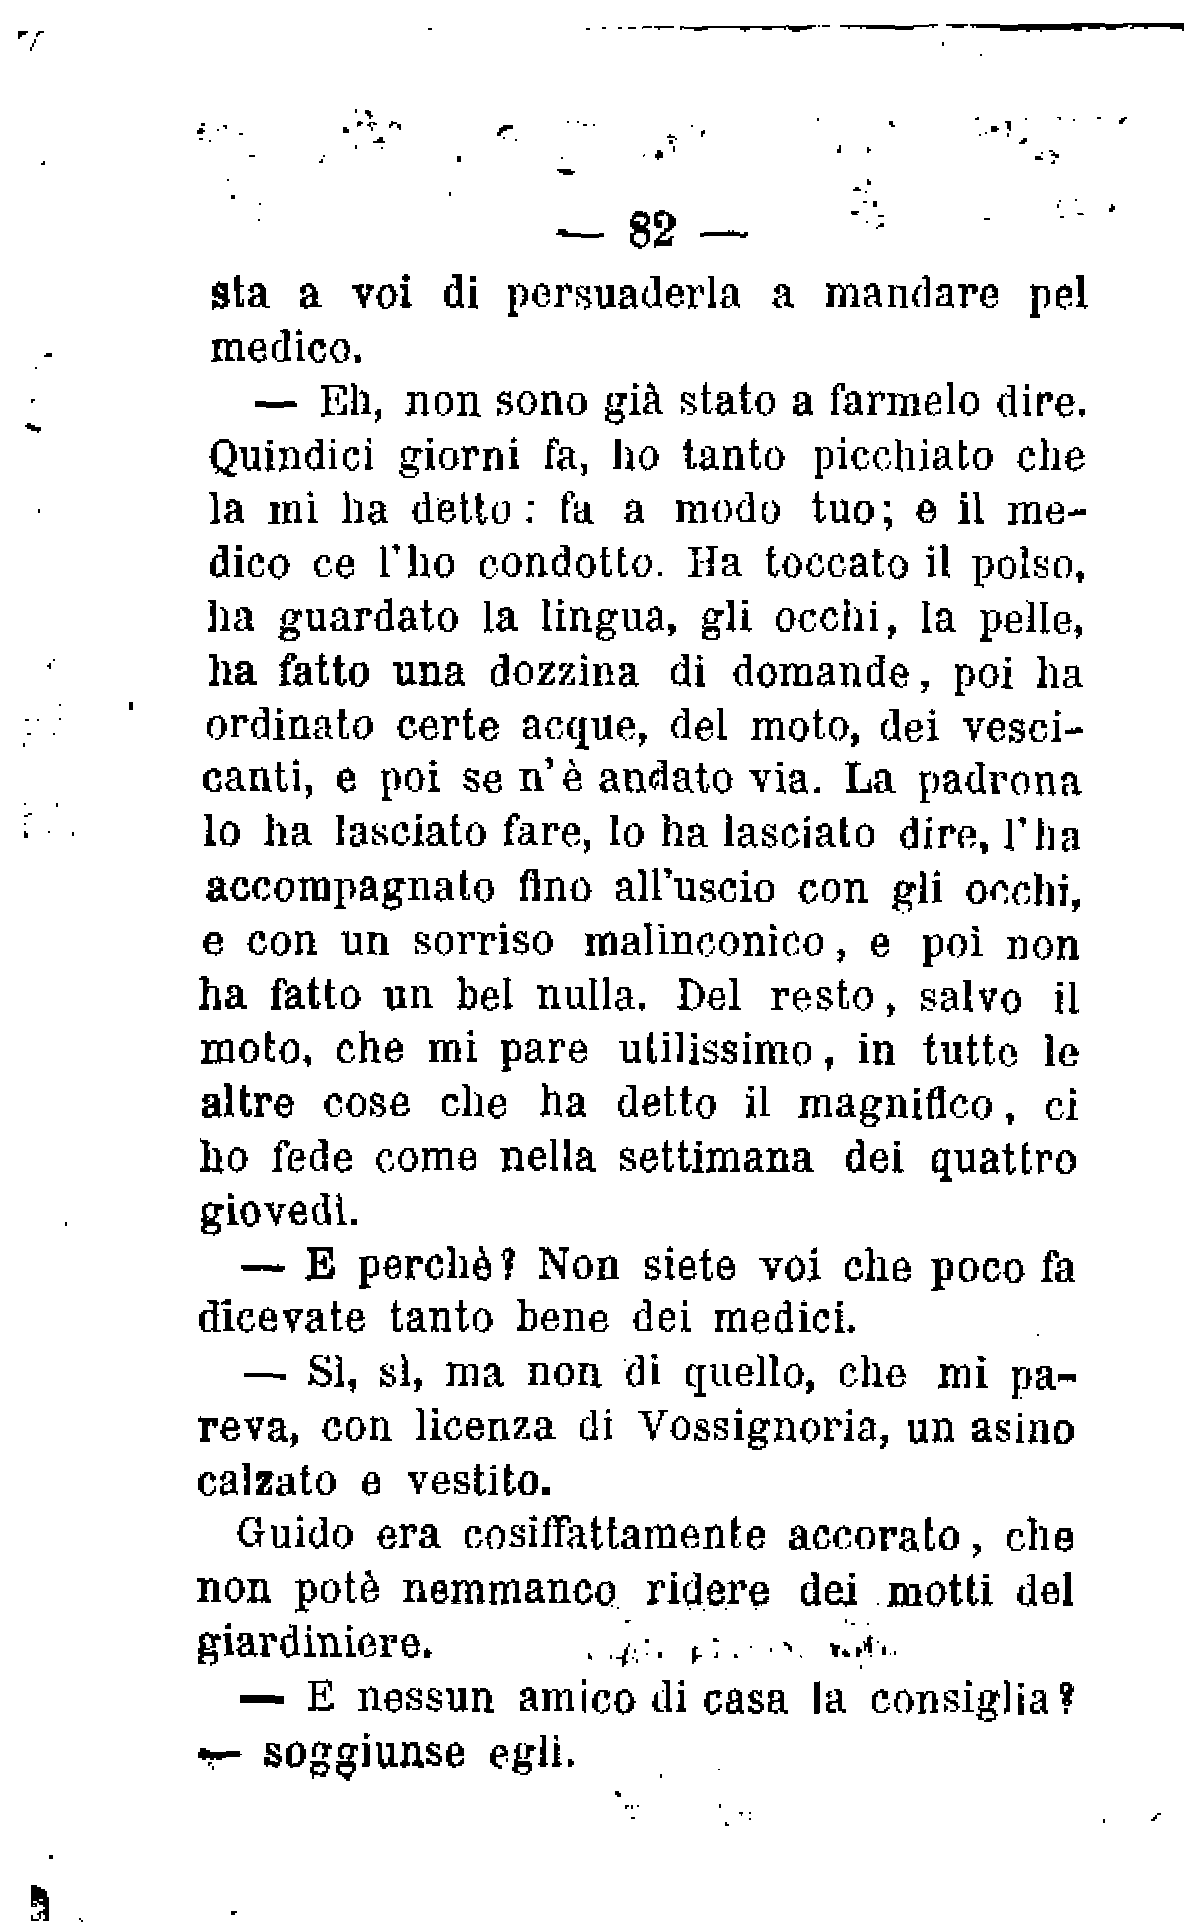 — 82 —
sta a voi di persuaderla a mandare pel
medico.
— Eh, non sono già stato a farmelo dire.
Quindici giorni fa, ho tanto picchiato che
la mi ha detto: fa a modo tuo; e il me-
dico ce l'ho condotto. Ha toccato il polso,
ha guardato la lingua, gli occhi, la pelle,
ha fatto una dozzina di domande, poi ha
ordinato certe acque, del moto, dei vesci-
canti, e poi se n'è andato via. La padrona
lo ha lasciato fare, lo ha lasciato dire, l'ha
accompagnato fino all'uscio con gli occhi,
e con un sorriso malinconico, e poi non
ha fatto un bel nulla. Del resto, salvo il
moto, che mi pare utilissimo, in tutte le
altre cose che ha detto il magnifico, ci
ho fede come nella settimana dei quattro
giovedì.
— E perchè? Non siete voi che poco fa
dicevate tanto bene dei medici.
— Sì, sì, ma non di quello, che mi pa-
reva, con licenza di Vossignoria, un asino
calzato e vestito.
Guido era cosiffattamente accorato, che
non potè nemmanco ridere dei motti del
giardiniere.
— E nessun amico di casa la consiglia?
— soggiunse egli.